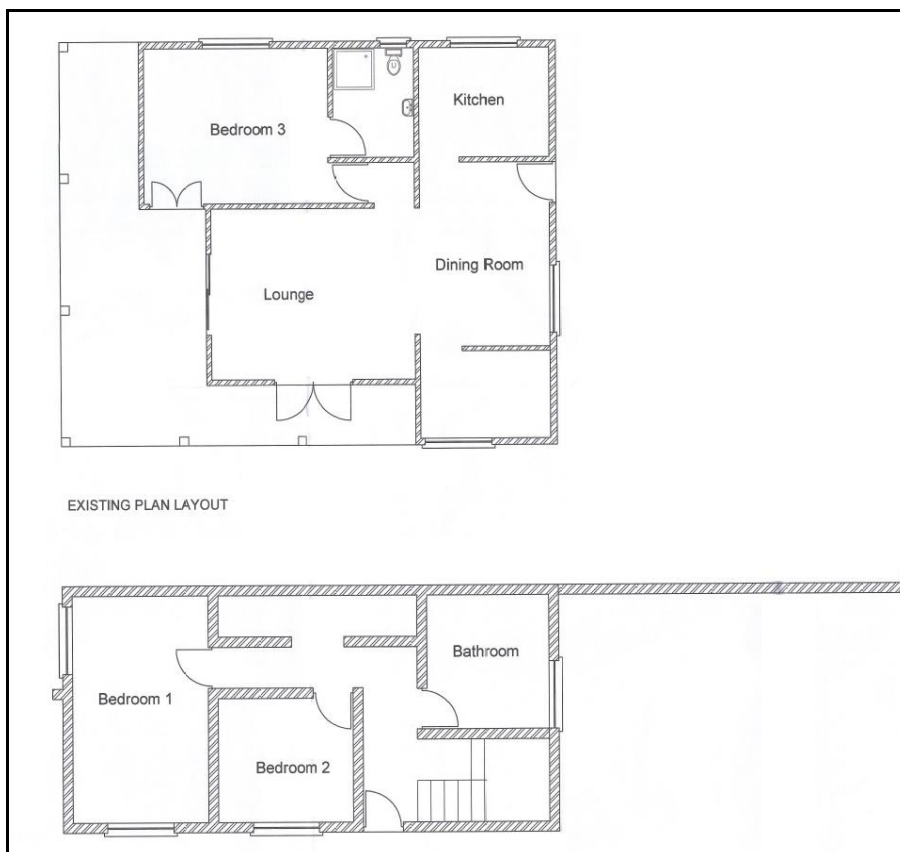 Kitchen
Bedroom 3
Dining Room
Lounge
EXISTING PLAN LAYOUT
Bathroom
Bedroom 1
Bedroom 2